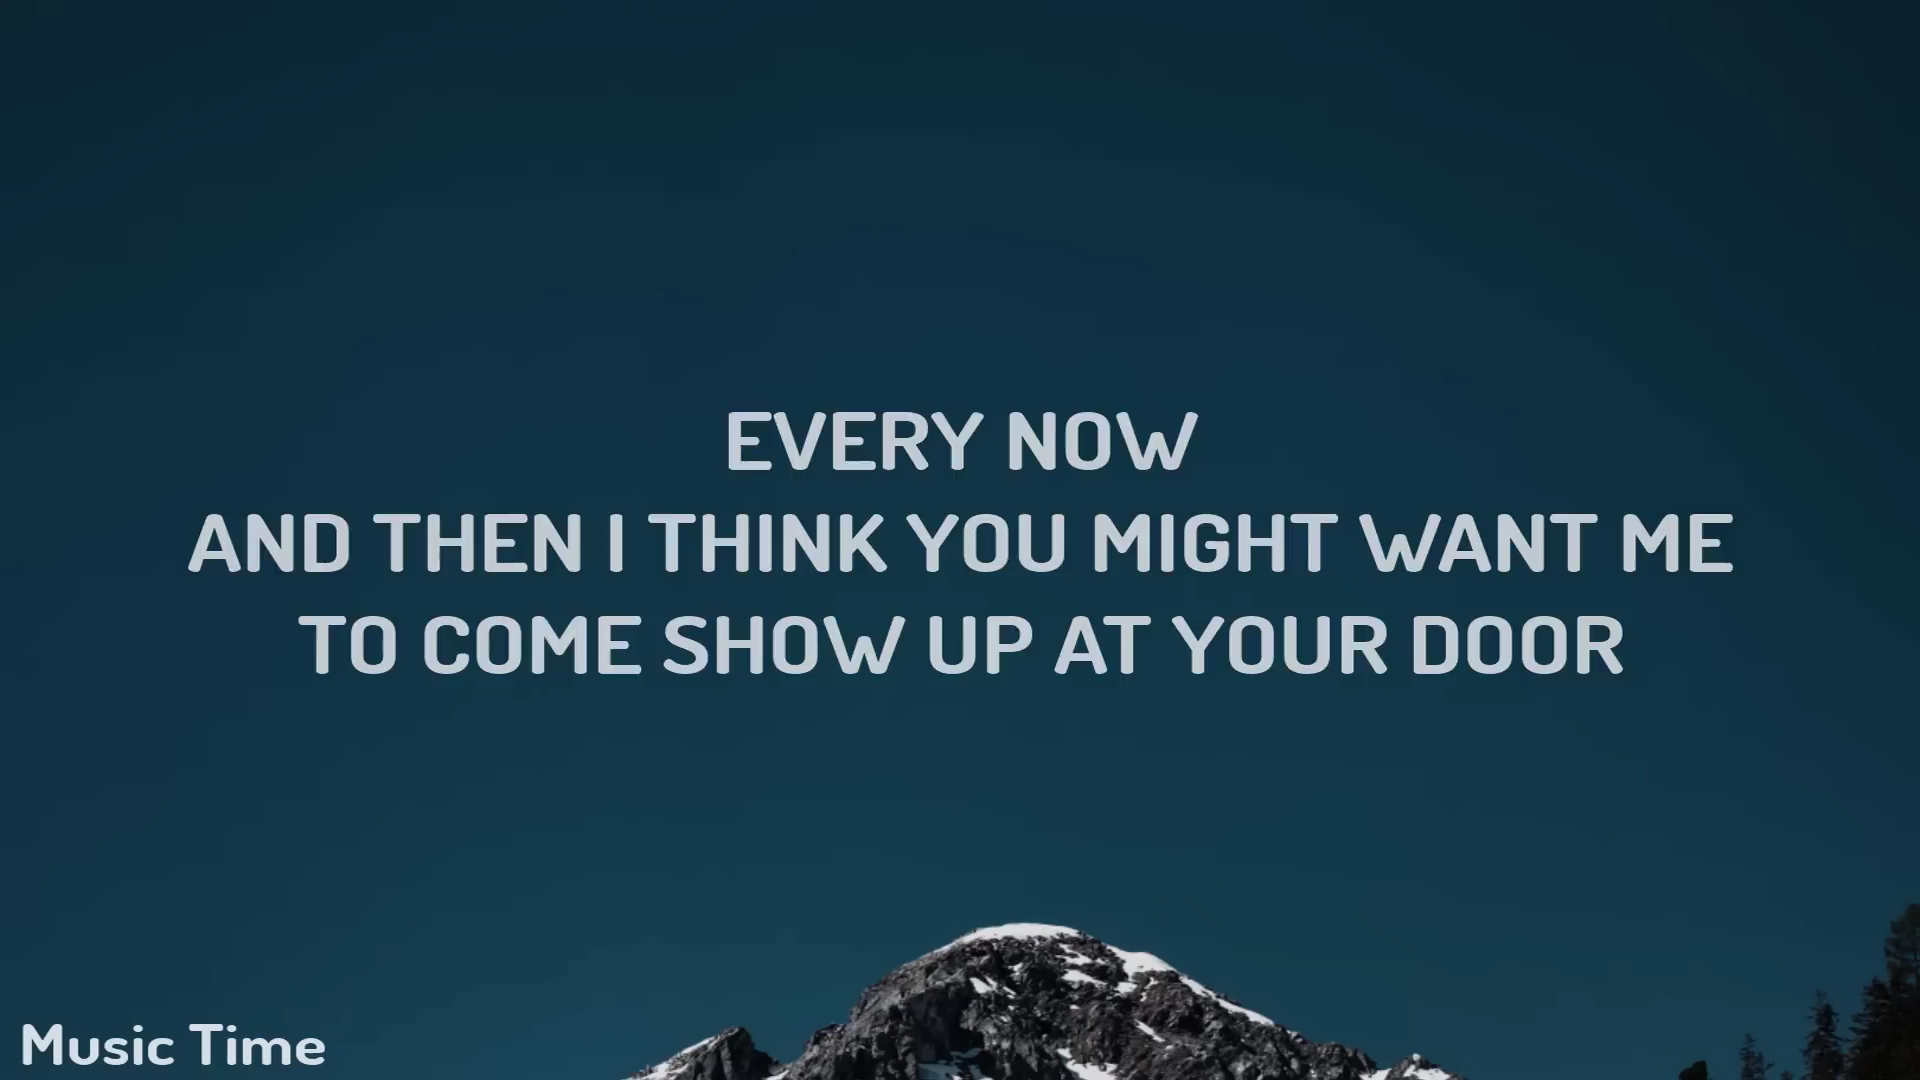 EVERY NOW
AND THEN I THINK YOU MIGHT WANT ME
TO COME SHOW UP AT YOUR DOOR
Music Time